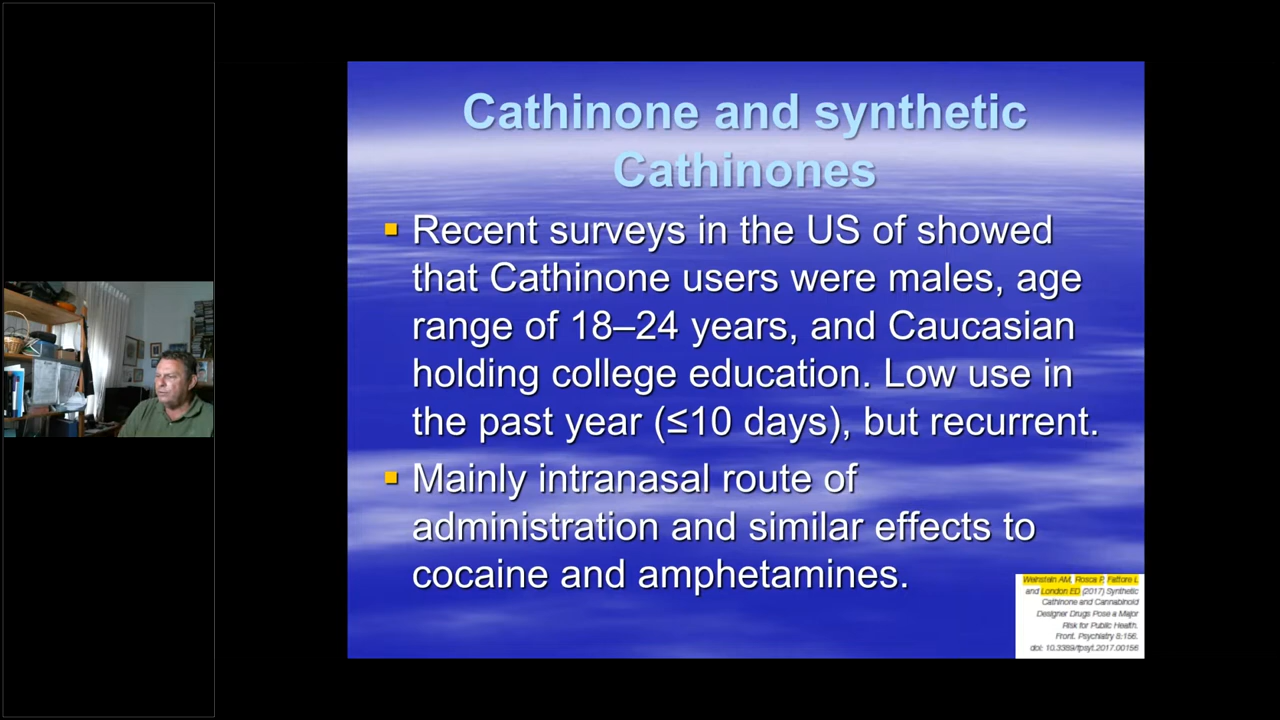 Cathinone and synthetic
Cathinones
▪ Recent surveys in the US of showed
that Cathinone users were males, age
range of 18–24 years, and Caucasian
holding college education. Low use in
the past year (≤10 days), but recurrent.
▪ Mainly intranasal route of
administration and similar effects to
cocaine and amphetamines.
Weinstein AM, Rosca P, Fattore L
and London ED (2017) Synthetic
Cathinone and Cannabinoid
Designer Drugs Pose a Major
Risk for Public Health.
Front. Psychiatry 8:156.
doi: 10.3389/fpsyt.2017.00156